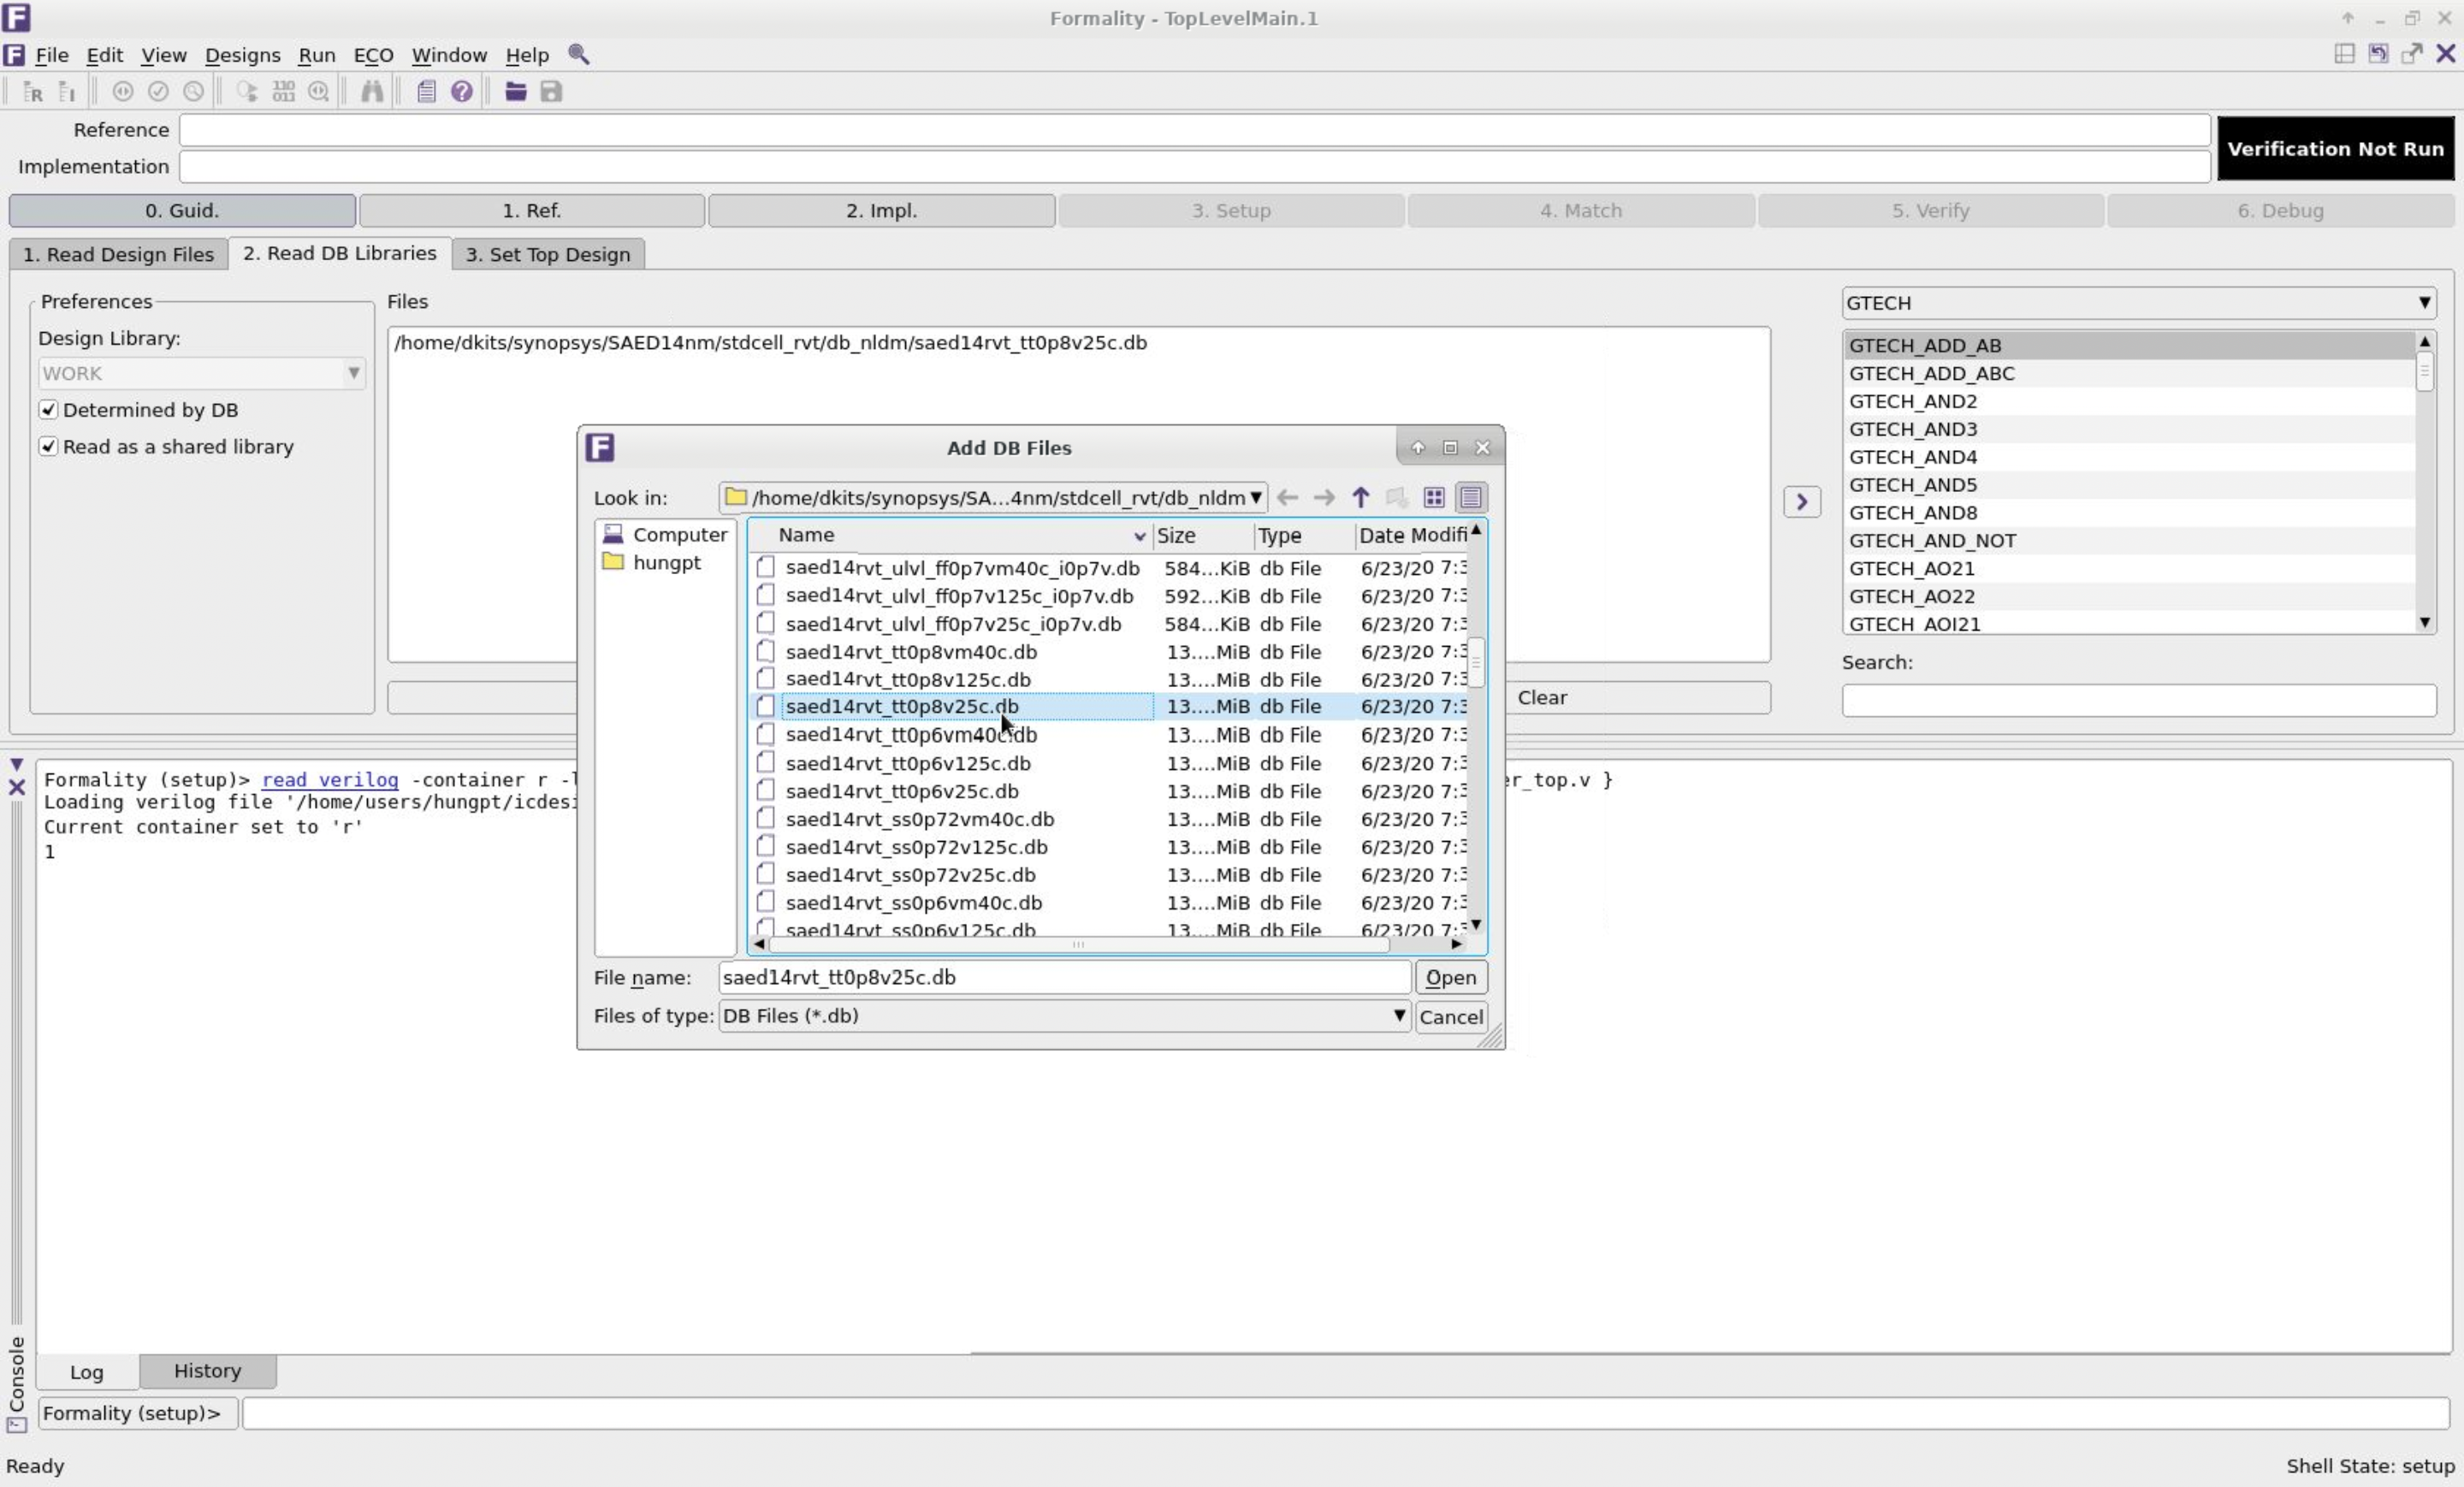 Formality - TopLevelMain.1
File Edit View Designs Run ECO Window Help
Reference
Implementation
Verification Not Run
0. Guid. 1. Ref. 2. Impl. 3. Setup 4. Match 5. Verify 6. Debug
1. Read Design Files 2. Read DB Libraries 3. Set Top Design
Preferences
Design Library:
WORK
Determined by DB
Read as a shared library
Files
/home/dkits/synopsys/SAED14nm/stdcell_rvt/db_nldm/saed14rvt_tt0p8v25c.db
Clear
GTECH
GTECH_ADD_AB
GTECH_ADD_ABC
GTECH_AND2
GTECH_AND3
GTECH_AND4
GTECH_AND5
GTECH_AND8
GTECH_AND_NOT
GTECH_AO21
GTECH_AO22
GTECH_AOI21
Search:
Add DB Files
Look in: /home/dkits/synopsys/SA...4nm/stdcell_rvt/db_nldm
Computer
hungpt
Name Size Type Date Modifi
saed14rvt_ulvl_ff0p7vm40c_i0p7v.db 584...KiB db File 6/23/20 7:3
saed14rvt_ulvl_ff0p7v125c_i0p7v.db 592...KiB db File 6/23/20 7:3
saed14rvt_ulvl_ff0p7v25c_i0p7v.db 584...KiB db File 6/23/20 7:3
saed14rvt_tt0p8vm40c.db 13....MiB db File 6/23/20 7:3
saed14rvt_tt0p8v125c.db 13....MiB db File 6/23/20 7:3
saed14rvt_tt0p8v25c.db 13....MiB db File 6/23/20 7:3
saed14rvt_tt0p6vm40c.db 13....MiB db File 6/23/20 7:3
saed14rvt_tt0p6v125c.db 13....MiB db File 6/23/20 7:3
saed14rvt_tt0p6v25c.db 13....MiB db File 6/23/20 7:3
saed14rvt_ss0p72vm40c.db 13....MiB db File 6/23/20 7:3
saed14rvt_ss0p72v125c.db 13....MiB db File 6/23/20 7:3
saed14rvt_ss0p72v25c.db 13....MiB db File 6/23/20 7:3
saed14rvt_ss0p6vm40c.db 13....MiB db File 6/23/20 7:3
saed14rvt_ss0p6v125c.db 13....MiB db File 6/23/20 7:3
File name: saed14rvt_tt0p8v25c.db Open
Files of type: DB Files (*.db) Cancel
Formality (setup)> read_verilog -container r -l er_top.v }
Loading verilog file '/home/users/hungpt/icdesi
Current container set to 'r'
1
Console
Log History
Formality (setup)>
Ready Shell State: setup